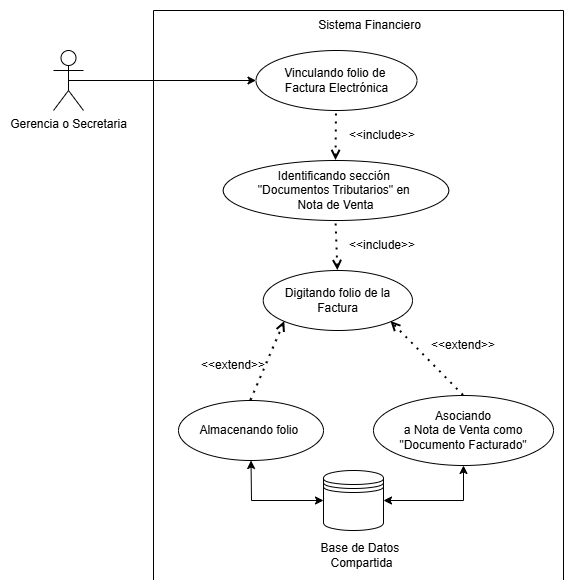 Sistema Financiero
Vinculando folio de
Factura Electrónica
Gerencia o Secretaria
<<include>>
Identificando sección
"Documentos Tributarios" en
Nota de Venta
<<include>>
Digitando folio de la
Factura
<<extend>>
<<extend>>
Almacenando folio
Asociando
a Nota de Venta como
"Documento Facturado"
Base de Datos
Compartida